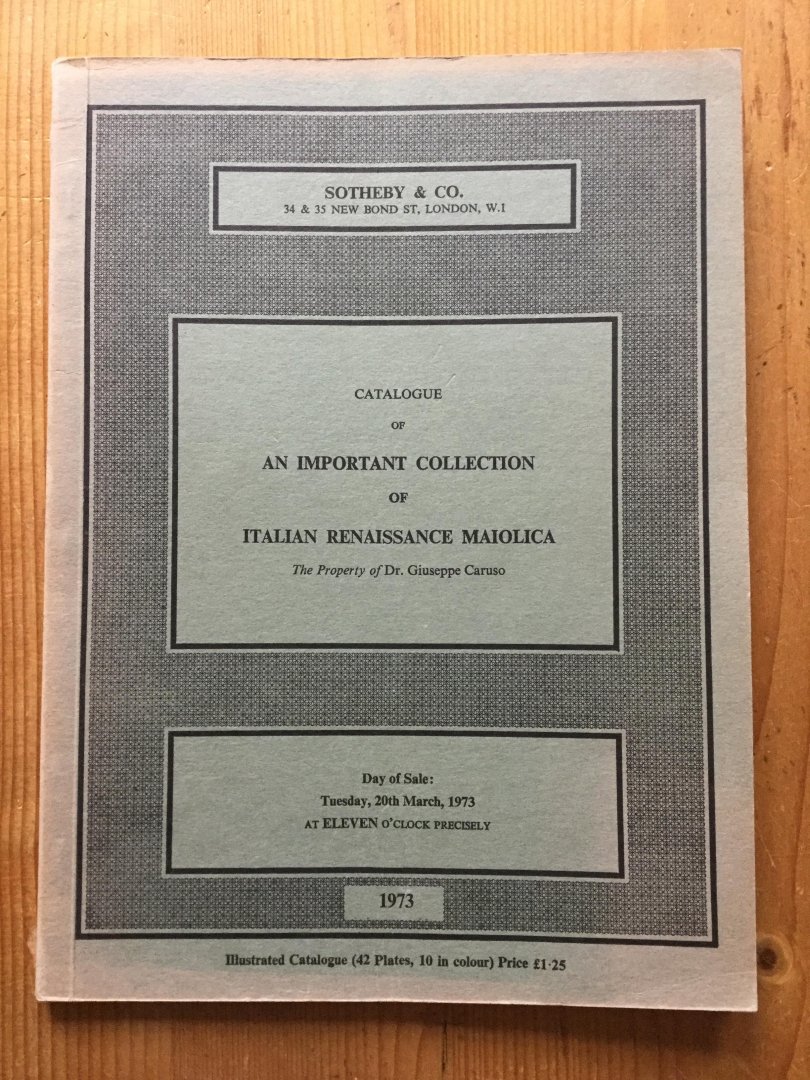 SOTHEBY & CO.
34 & 35 NEW BOND ST, LONDON, W.1
CATALOGUE
OF
AN IMPORTANT COLLECTION
OF
ITALIAN RENAISSANCE MAIOLICA
The Property of Dr. Giuseppe Caruso
Day of Sale:
Tuesday, 20th March, 1973
AT ELEVEN O'CLOCK PRECISELY
1973
Illustrated Catalogue (42 Plates, 10 in colour) Price £1·25